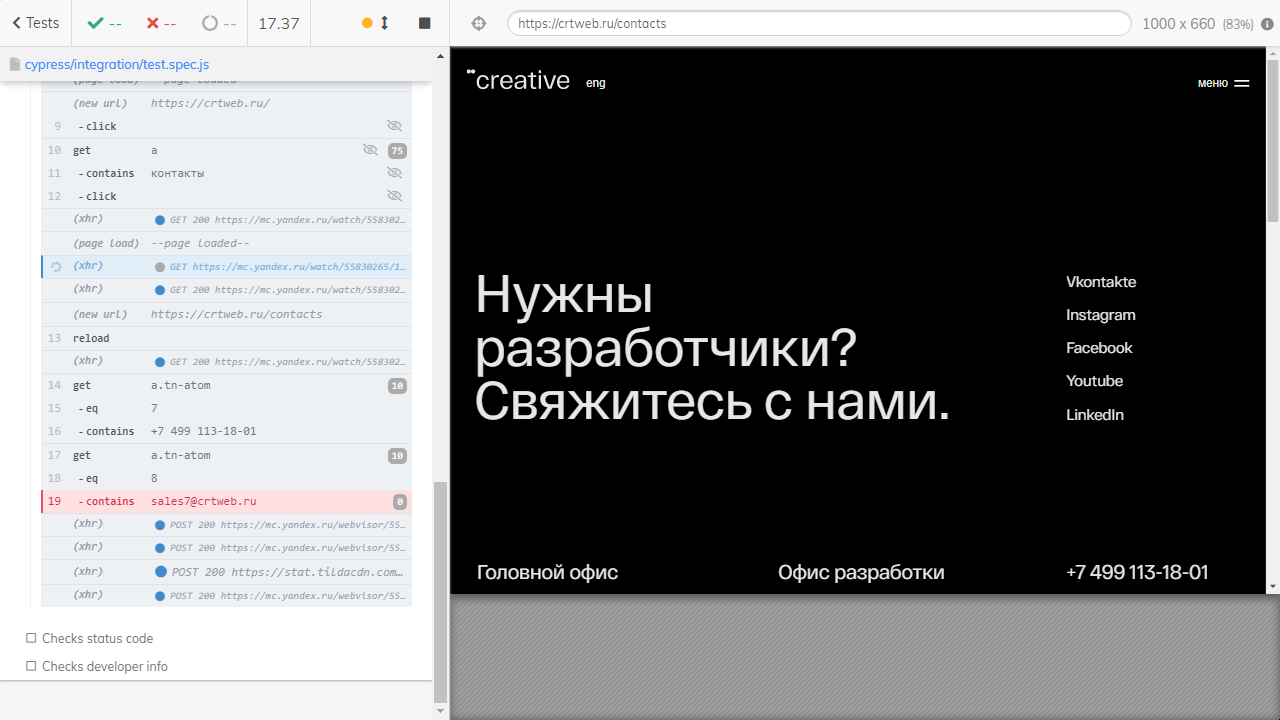 Tests
--
--
--
17.37
https://crtweb.ru/contacts
1000 x 660 (83%)
cypress/integration/test.spec.js
(page load) --page loaded--
(new url) https://crtweb.ru/
9 - click
10 get a 75
11 - contains контакты
12 - click
(xhr) GET 200 https://mc.yandex.ru/watch/558302...
(page load) --page loaded--
(xhr) GET https://mc.yandex.ru/watch/55830265/1...
(xhr) GET 200 https://mc.yandex.ru/watch/558302...
(new url) https://crtweb.ru/contacts
13 reload
(xhr) GET 200 https://mc.yandex.ru/watch/558302...
14 get a.tn-atom 10
15 - eq 7
16 - contains +7 499 113-18-01
17 get a.tn-atom 10
18 - eq 8
19 - contains sales7@crtweb.ru 0
(xhr) POST 200 https://mc.yandex.ru/webvisor/55...
(xhr) POST 200 https://mc.yandex.ru/webvisor/55...
(xhr) POST 200 https://stat.tildacdn.com...
(xhr) POST 200 https://mc.yandex.ru/webvisor/55...
Checks status code
Checks developer info
creative
eng
меню
Нужны
разработчики?
Свяжитесь с нами.
Vkontakte
Instagram
Facebook
Youtube
LinkedIn
Головной офис
Офис разработки
+7 499 113-18-01